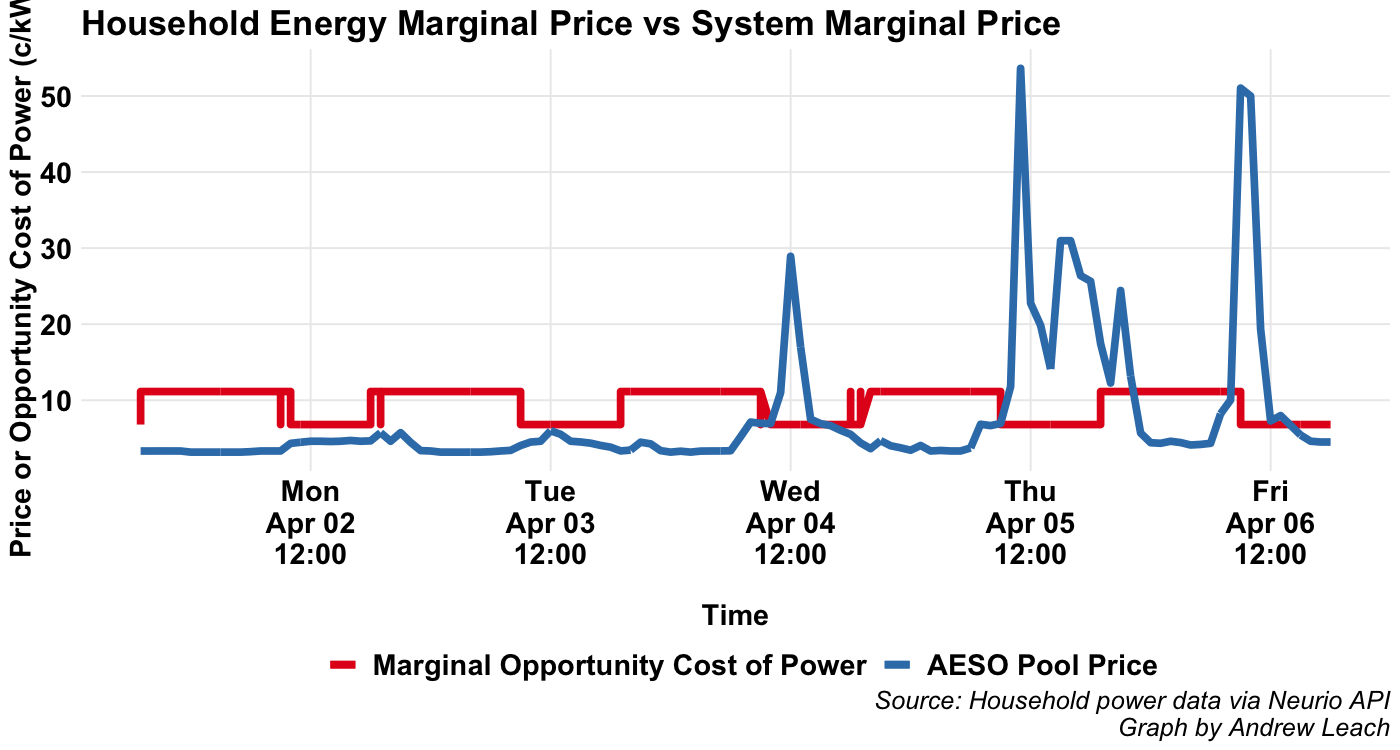 Household Energy Marginal Price vs System Marginal Price
Price or Opportunity Cost of Power (c/kW
50
40
30
20
10
Mon Tue Wed Thu Fri
Apr 02 Apr 03 Apr 04 Apr 05 Apr 06
12:00 12:00 12:00 12:00 12:00
Time
Marginal Opportunity Cost of Power AESO Pool Price
Source: Household power data via Neurio API
Graph by Andrew Leach